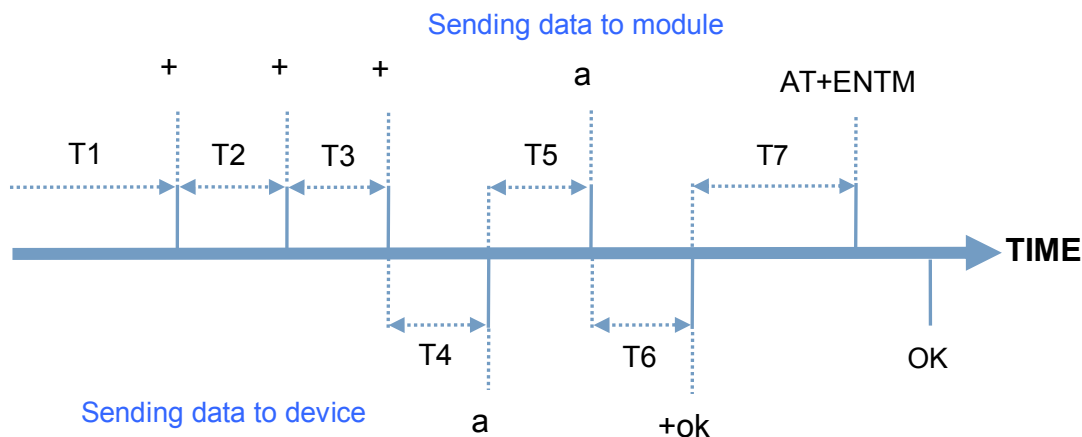 Sending data to module
+ + + a AT+ENTM
T1 T2 T3 T5 T7
TIME
T4 T6 OK
Sending data to device a +ok